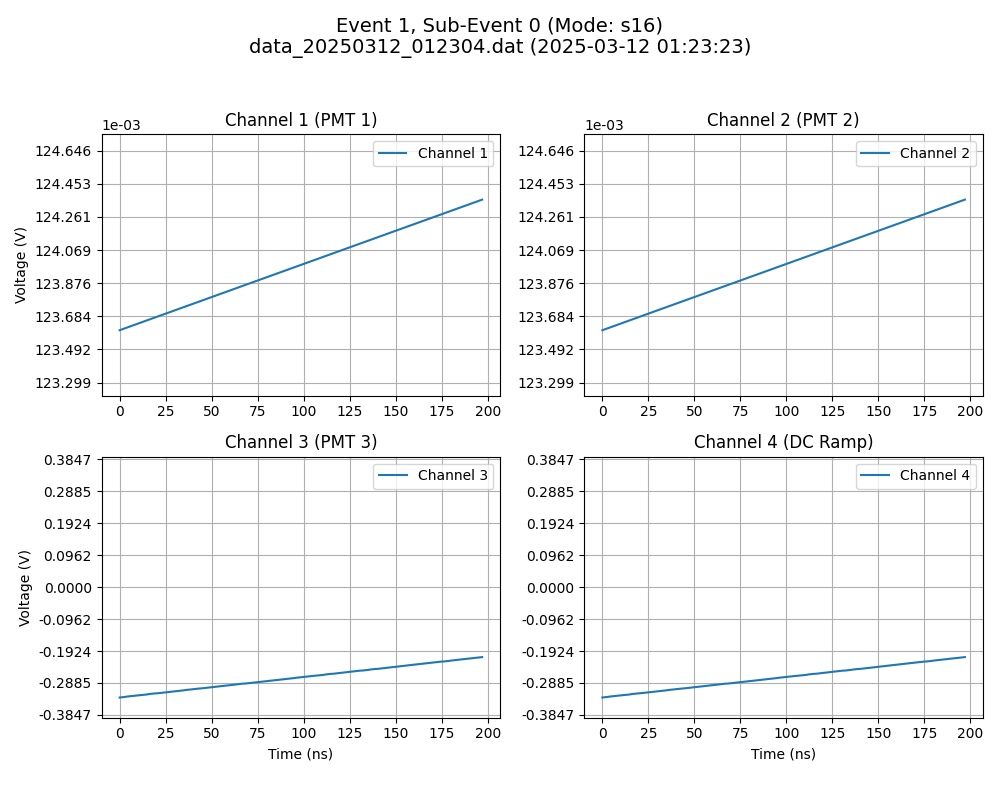 Event 1, Sub-Event 0 (Mode: s16)
data_20250312_012304.dat (2025-03-12 01:23:23)
Channel 1 (PMT 1)
1e-03
Channel 1
124.646
124.453
124.261
124.069
123.876
123.684
123.492
123.299
Voltage (V)
0 25 50 75 100 125 150 175 200
Channel 2 (PMT 2)
1e-03
Channel 2
124.646
124.453
124.261
124.069
123.876
123.684
123.492
123.299
0 25 50 75 100 125 150 175 200
Channel 3 (PMT 3)
Channel 3
0.3847
0.2885
0.1924
0.0962
0.0000
-0.0962
-0.1924
-0.2885
-0.3847
Voltage (V)
0 25 50 75 100 125 150 175 200
Time (ns)
Channel 4 (DC Ramp)
Channel 4
0.3847
0.2885
0.1924
0.0962
0.0000
-0.0962
-0.1924
-0.2885
-0.3847
0 25 50 75 100 125 150 175 200
Time (ns)